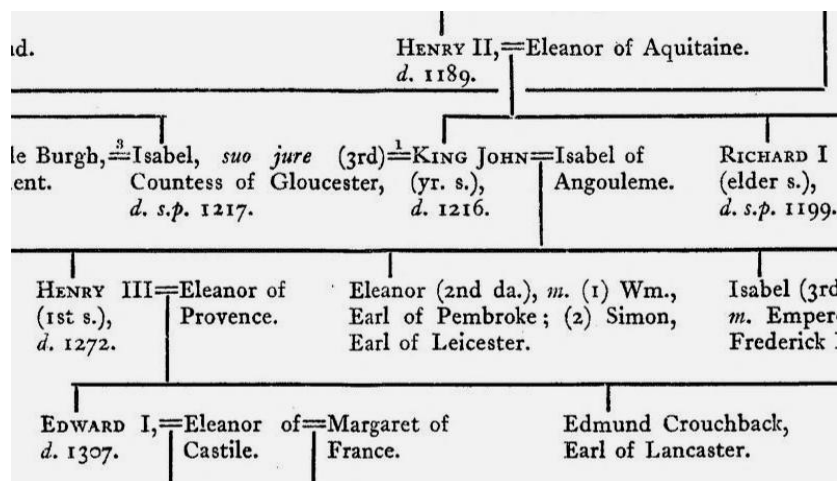 nd.
HENRY II,=Eleanor of Aquitaine.
d. 1189.
le Burgh, 3=Isabel, suo jure (3rd) 1=KING JOHN=Isabel of
RICHARD I
ent.
Countess of Gloucester,
(yr. s.),
Angouleme.
(elder s.),
d. s.p. 1217.
d. 1216.
d. s.p. 1199.
HENRY III=Eleanor of
(1st s.),
Provence.
d. 1272.
Eleanor (2nd da.), m. (1) Wm.,
Earl of Pembroke; (2) Simon,
Earl of Leicester.
Isabel (3rd
m. Emper
Frederick
EDWARD I,=Eleanor of=Margaret of
d. 1307.
Castile.
France.
Edmund Crouchback,
Earl of Lancaster.